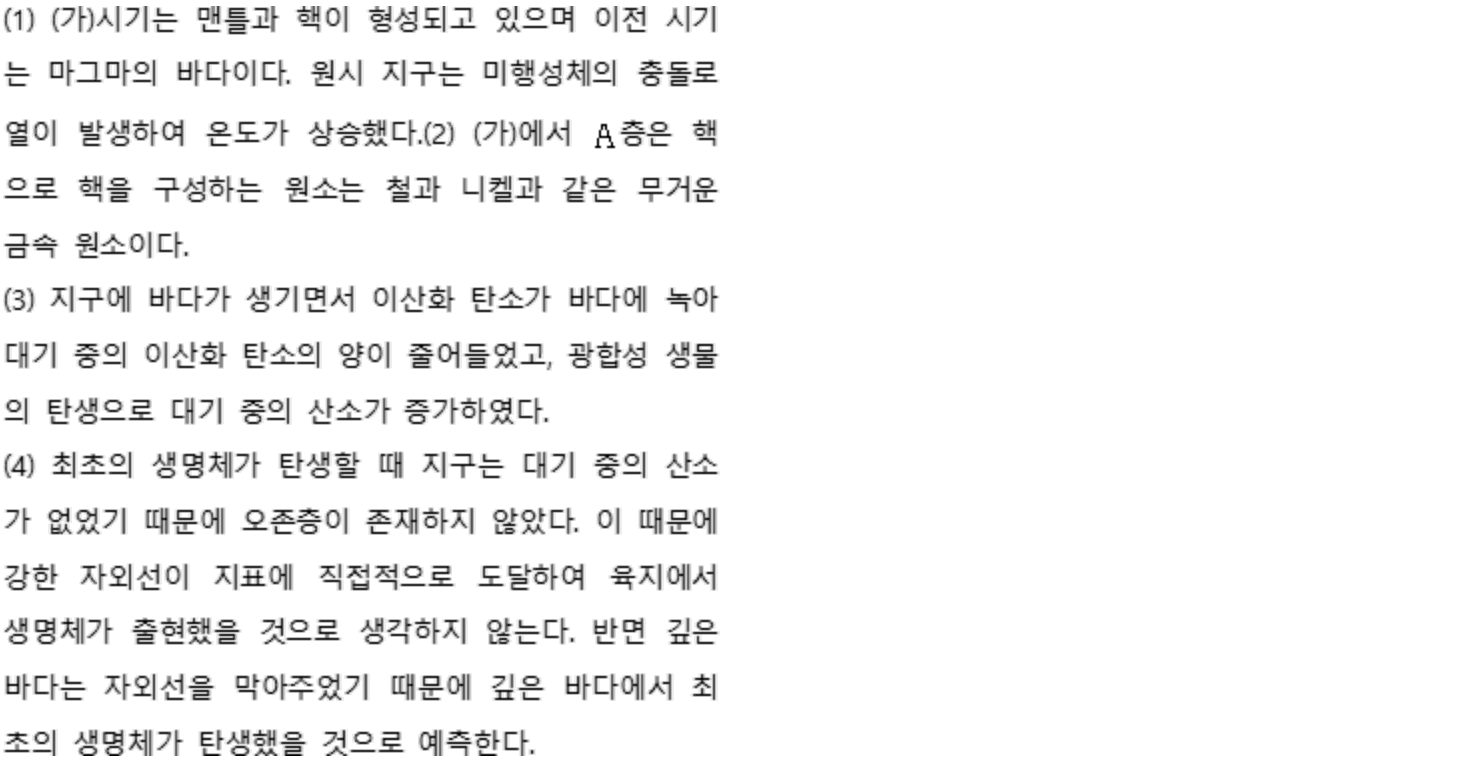 (1) (가)시기는 맨틀과 핵이 형성되고 있으며 이전 시기
는 마그마의 바다이다. 원시 지구는 미행성체의 충돌로
열이 발생하여 온도가 상승했다.(2) (가)에서 A층은 핵
으로 핵을 구성하는 원소는 철과 니켈과 같은 무거운
금속 원소이다.
(3) 지구에 바다가 생기면서 이산화 탄소가 바다에 녹아
대기 중의 이산화 탄소의 양이 줄어들었고, 광합성 생물
의 탄생으로 대기 중의 산소가 증가하였다.
(4) 최초의 생명체가 탄생할 때 지구는 대기 중의 산소
가 없었기 때문에 오존층이 존재하지 않았다. 이 때문에
강한 자외선이 지표에 직접적으로 도달하여 육지에서
생명체가 출현했을 것으로 생각하지 않는다. 반면 깊은
바다는 자외선을 막아주었기 때문에 깊은 바다에서 최
초의 생명체가 탄생했을 것으로 예측한다.